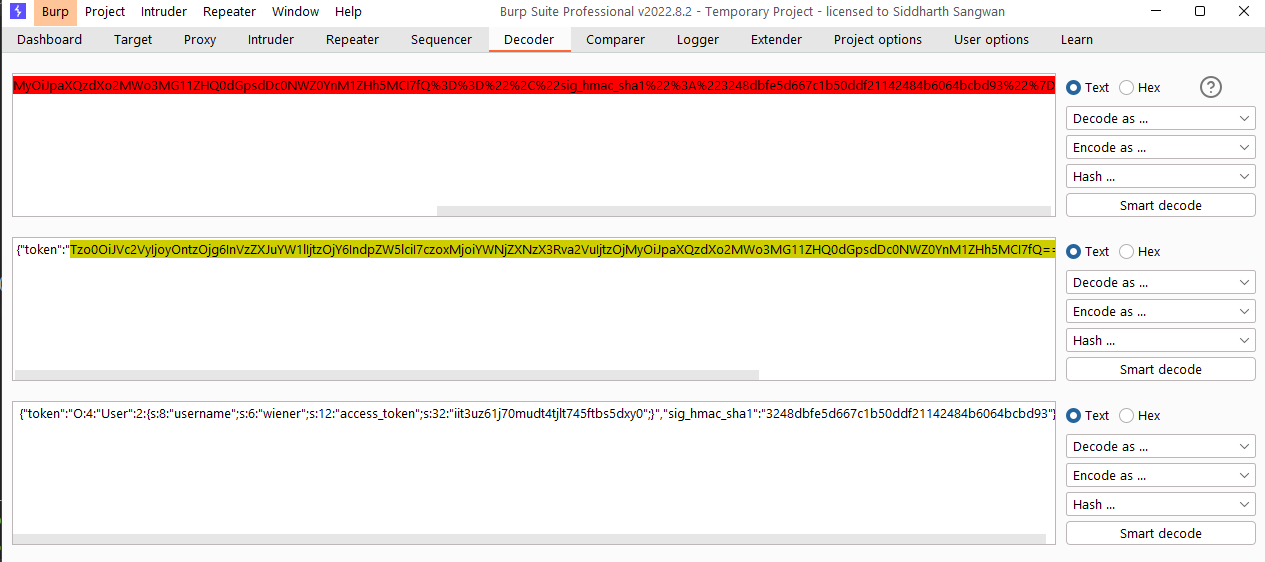 Burp Project Intruder Repeater Window Help Burp Suite Professional v2022.8.2 - Temporary Project - licensed to Siddharth Sangwan
Dashboard Target Proxy Intruder Repeater Sequencer Decoder Comparer Logger Extender Project options User options Learn
MyOiJpaXQzdXo2MWo3MG11ZHQ0dGpsdDc0NWZ0YnM1ZHh5MCI7fQ%3D%3D%22%2C%22sig_hmac_sha1%22%3A%223248dbfe5d667c1b50ddf21142484b6064bcbd93%22%7D
Text Hex ?
Decode as ...
Encode as ...
Hash ...
Smart decode
{"token":"Tzo0OiJVc2VyIjoyOntzOjg6InVzZXJuYW1lIjtzOjY6IndpZW5lciI7czoxMjoiYWNjZXNzX3Rva2VuIjtzOjMyOiJpaXQzdXo2MWo3MG11ZHQ0dGpsdDc0NWZ0YnM1ZHh5MCI7fQ==
Text Hex
Decode as ...
Encode as ...
Hash ...
Smart decode
{"token":"O:4:"User":2:{s:8:"username";s:6:"wiener";s:12:"access_token";s:32:"iit3uz61j70mudt4tjlt745ftbs5dxy0";}","sig_hmac_sha1":"3248dbfe5d667c1b50ddf21142484b6064bcbd93"}
Text Hex
Decode as ...
Encode as ...
Hash ...
Smart decode